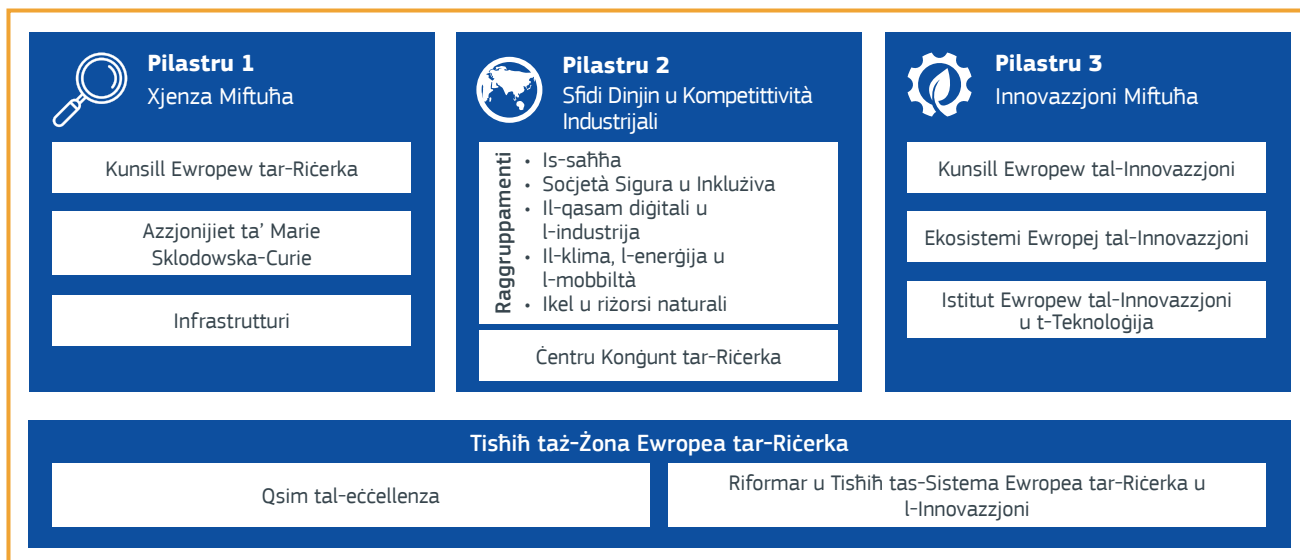 Pilastru 1
Xjenza Miftuħa
Kunsill Ewropew tar-Riċerka
Azzjonijiet ta’ Marie
Sklodowska-Curie
Infrastrutturi
Pilastru 2
Sfidi Dinjin u Kompetittività
Industrijali
Raggruppamenti
• Is-saħħa
• Soċjetà Sigura u Inklużiva
• Il-qasam diġitali u
l-industrija
• Il-klima, l-enerġija u
l-mobbiltà
• Ikel u riżorsi naturali
Ċentru Konġunt tar-Riċerka
Pilastru 3
Innovazzjoni Miftuħa
Kunsill Ewropew tal-Innovazzjoni
Ekosistemi Ewropej tal-Innovazzjoni
Istitut Ewropew tal-Innovazzjoni
u t-Teknoloġija
Tisħiħ taż-Żona Ewropea tar-Riċerka
Qsim tal-eċċellenza
Riformar u Tisħiħ tas-Sistema Ewropea tar-Riċerka u
l-Innovazzjoni